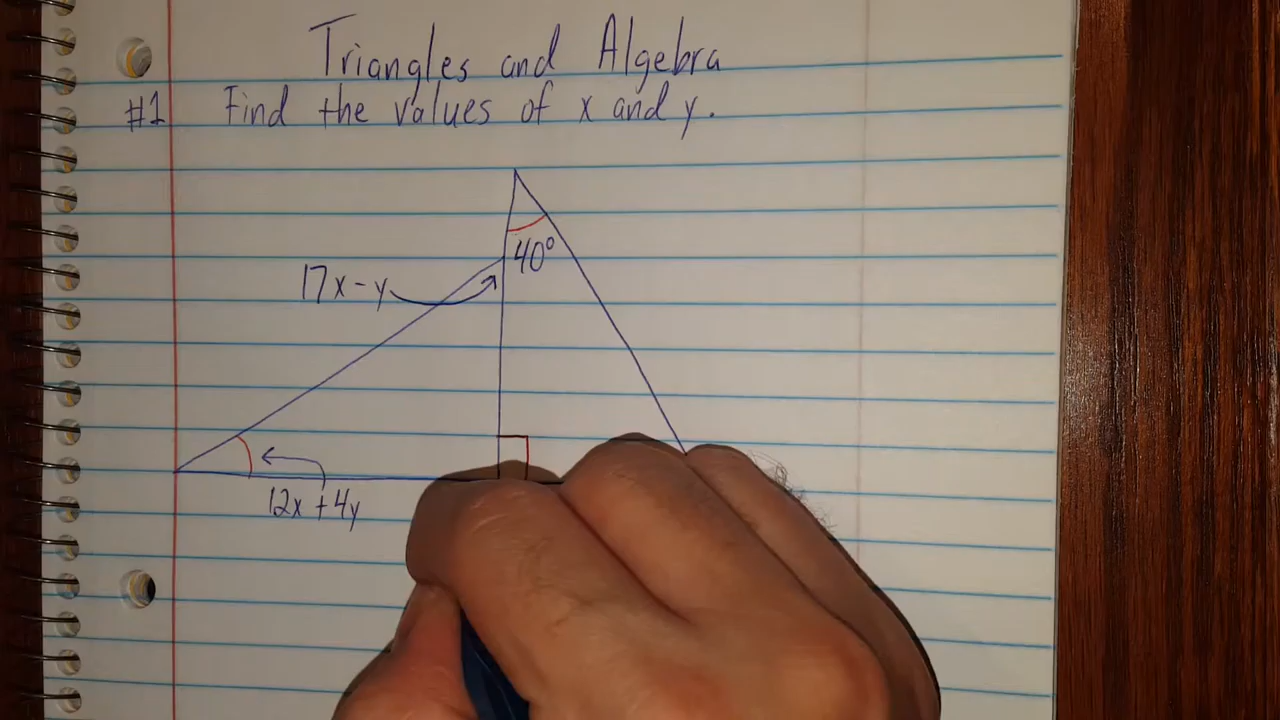 Triangles and Algebra
#1 Find the values of x and y.
40°
17x-y
12x+4y